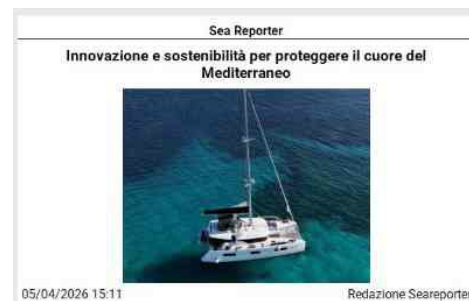 Sea Reporter
Innovazione e sostenibilità per proteggere il cuore del
Mediterraneo
05/04/2026 15:11
Redazione Seareporter